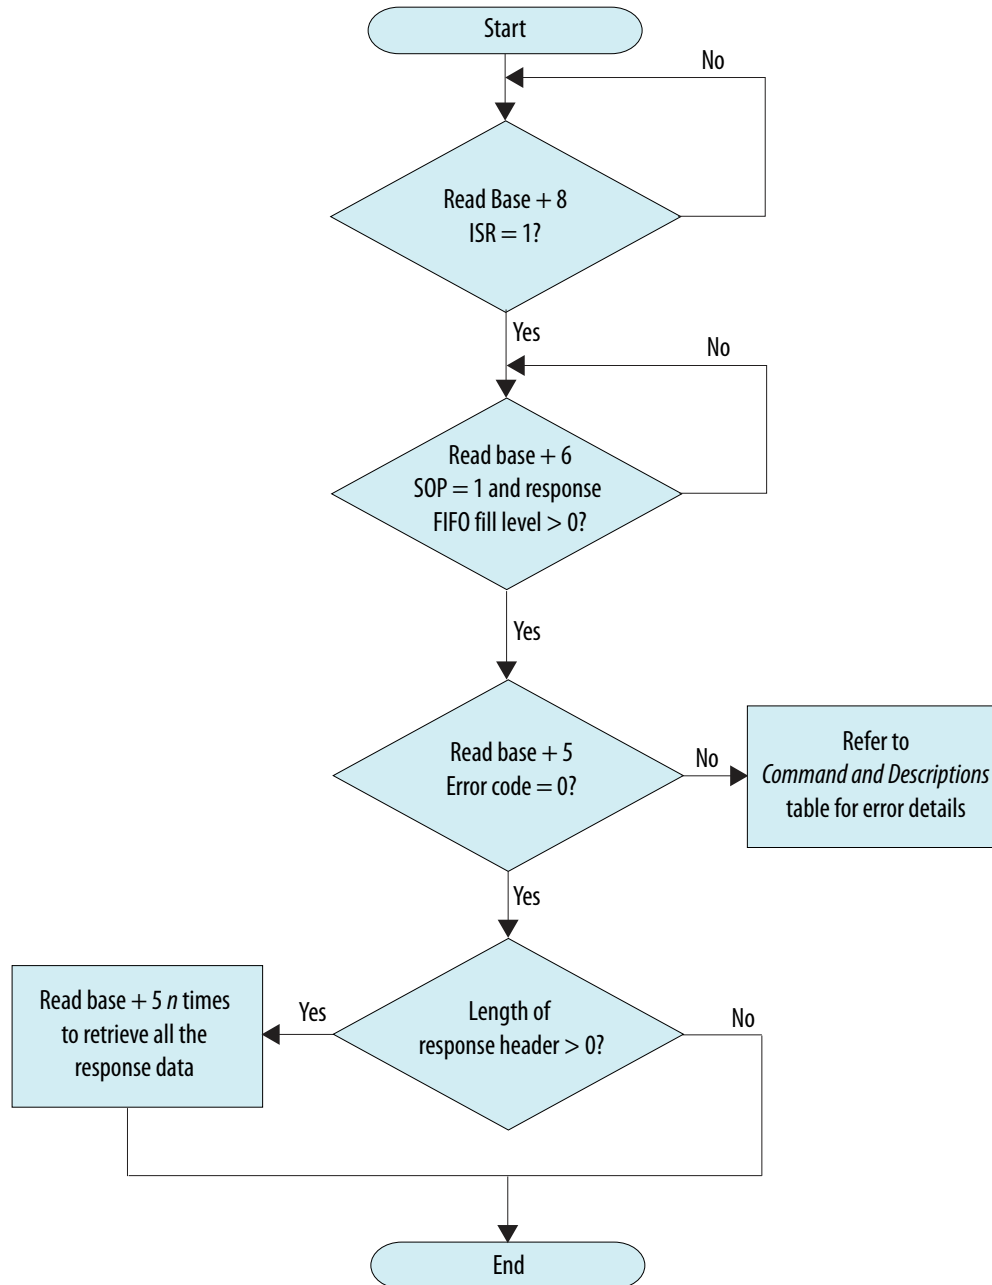 Start
No
Read Base + 8
ISR = 1?
Yes
No
Read base + 6
SOP = 1 and response
FIFO fill level > 0?
Yes
Read base + 5
Error code = 0?
No
Refer to
Command and Descriptions
table for error details
Yes
Read base + 5 n times
to retrieve all the
response data
Yes
Length of
response header > 0?
No
End